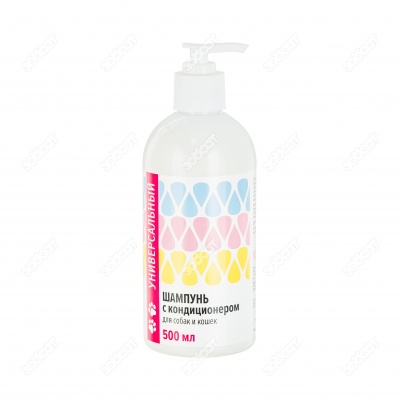 УНИВЕРСАЛЬНЫЙ
ШАМПУНЬ
с кондиционером
для собак и кошек
500 мл